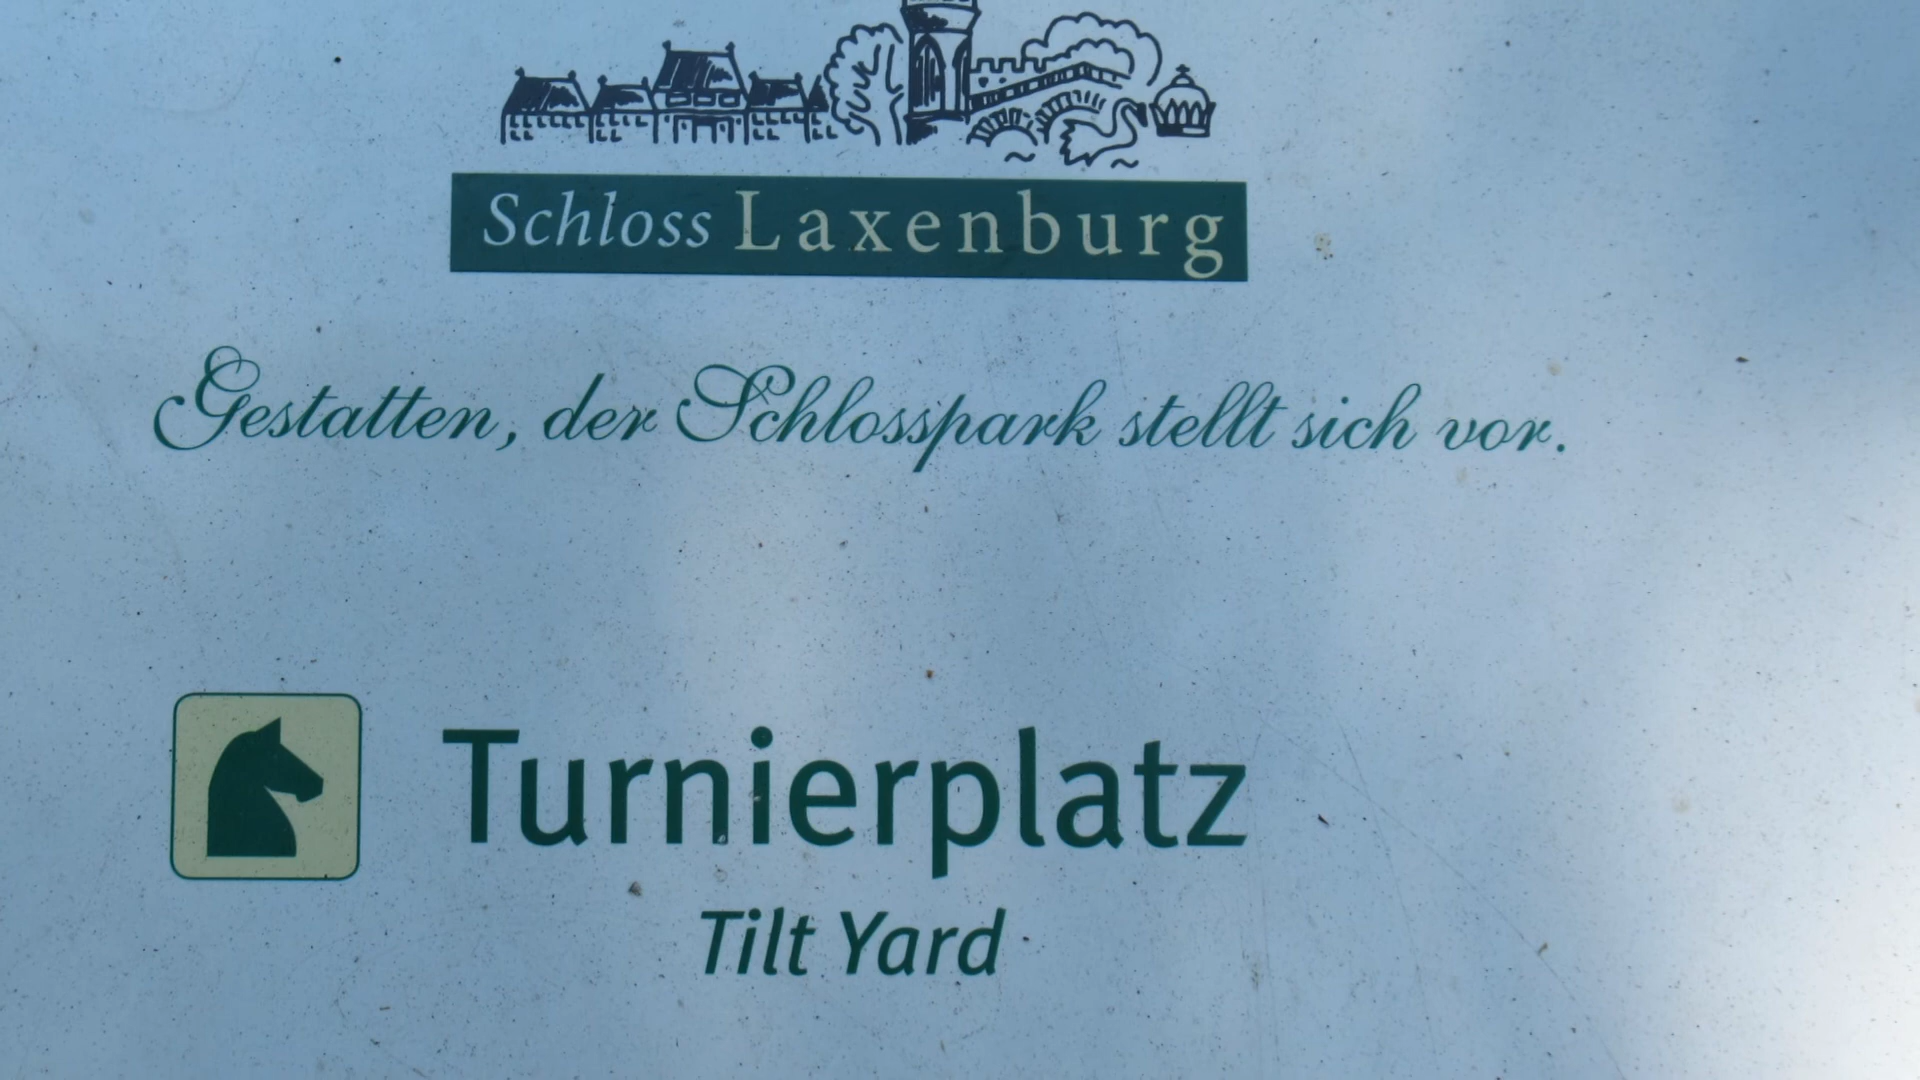 Schloss Laxenburg
Gestatten, der Schlosspark stellt sich vor.
Turnierplatz
Tilt Yard